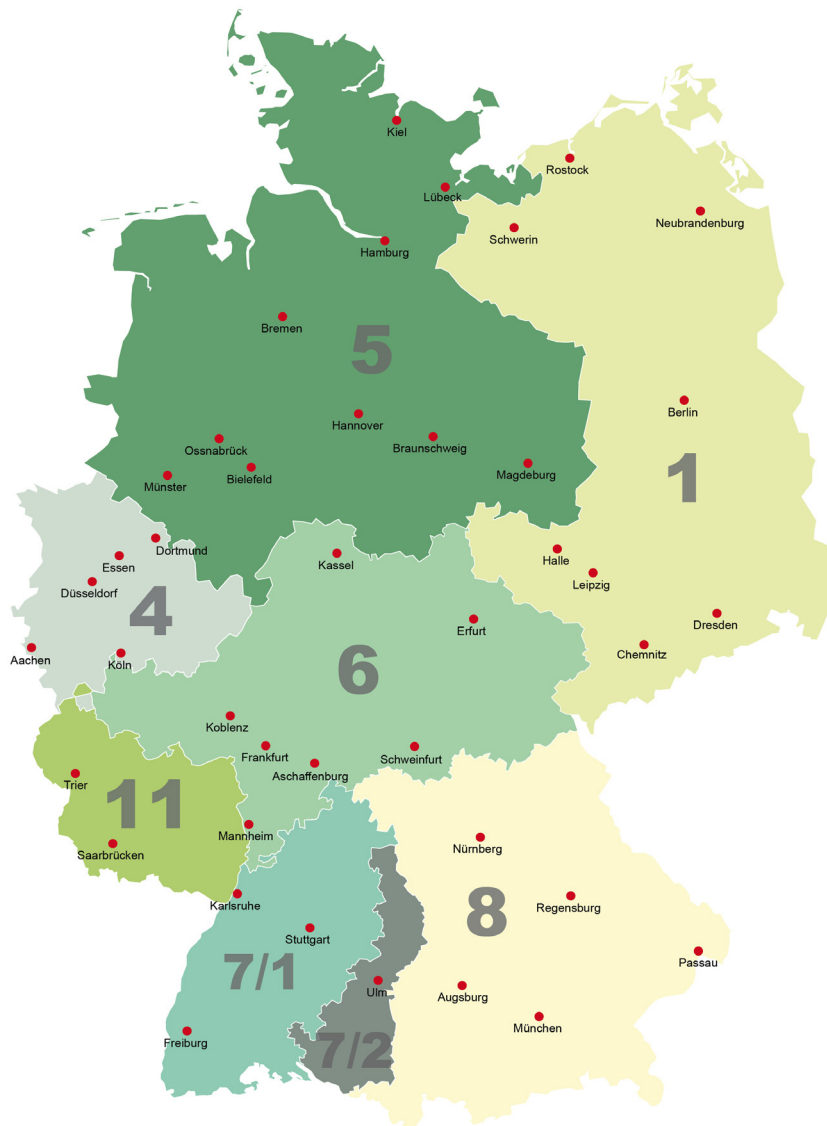 Kiel
Rostock
Lübeck
Neubrandenburg
Schwerin
Hamburg
Bremen
5
Berlin
Hannover
Braunschweig
Ossnabrück
Bielefeld
Magdeburg
Münster
1
Dortmund
Essen
Kassel
Halle
Leipzig
Düsseldorf
4
Erfurt
Dresden
Aachen
Köln
Chemnitz
6
Koblenz
Frankfurt
Schweinfurt
Aschaffenburg
Trier
11
Mannheim
Saarbrücken
Nürnberg
Karlsruhe
Regensburg
8
Stuttgart
Passau
7/1
Ulm
Augsburg
München
Freiburg
7/2